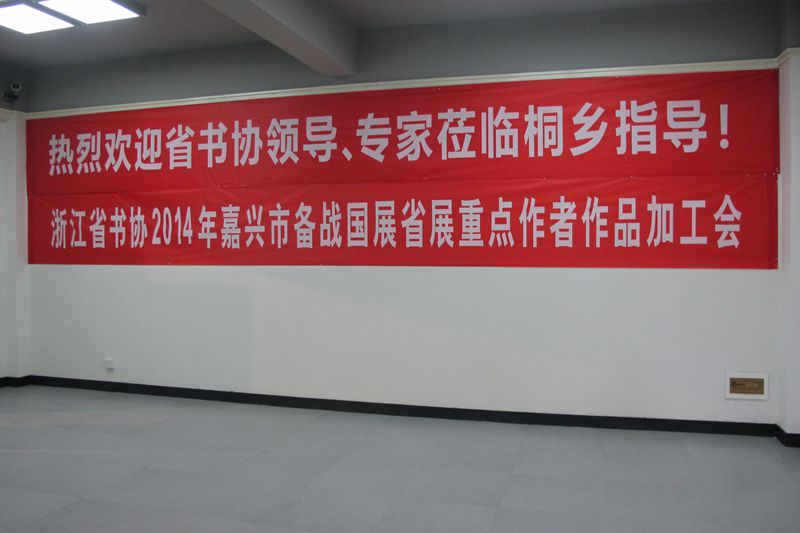 热烈欢迎省书协领导、专家莅临桐乡指导！
浙江省书协2014年嘉兴市备战国展省展重点作者作品加工会